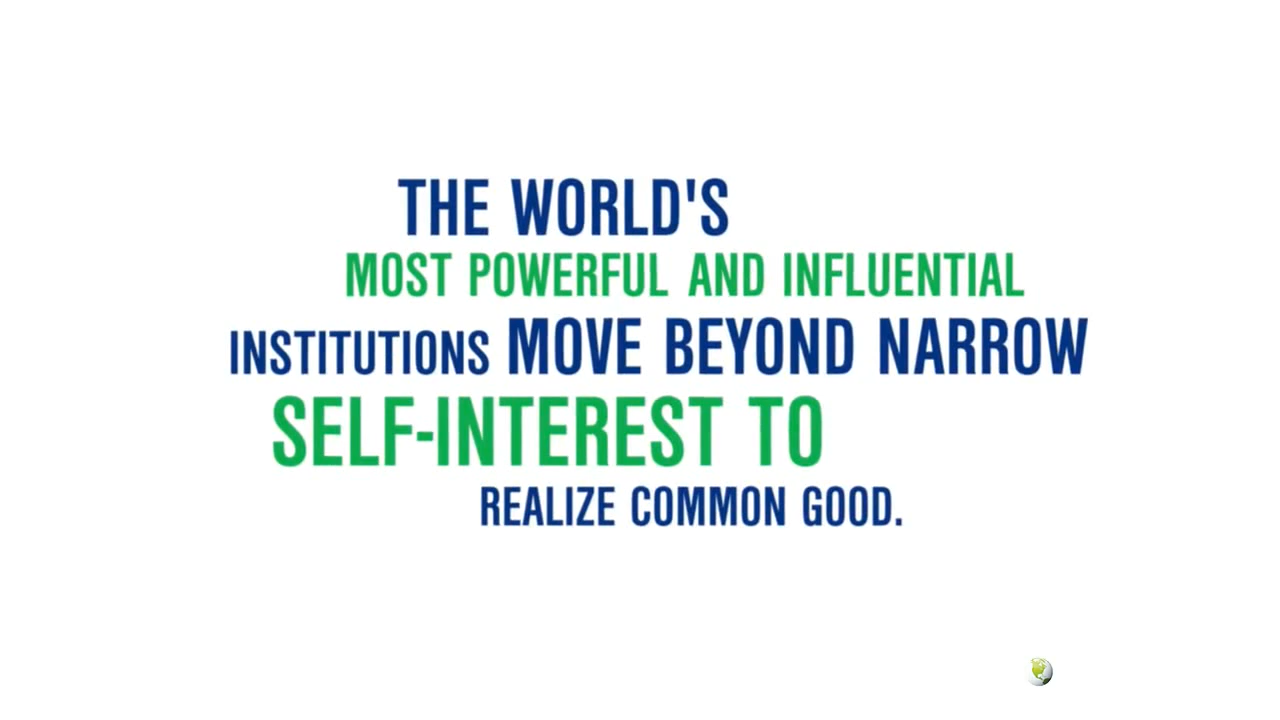 THE WORLD'S
MOST POWERFUL AND INFLUENTIAL
INSTITUTIONS MOVE BEYOND NARROW
SELF-INTEREST TO
REALIZE COMMON GOOD.